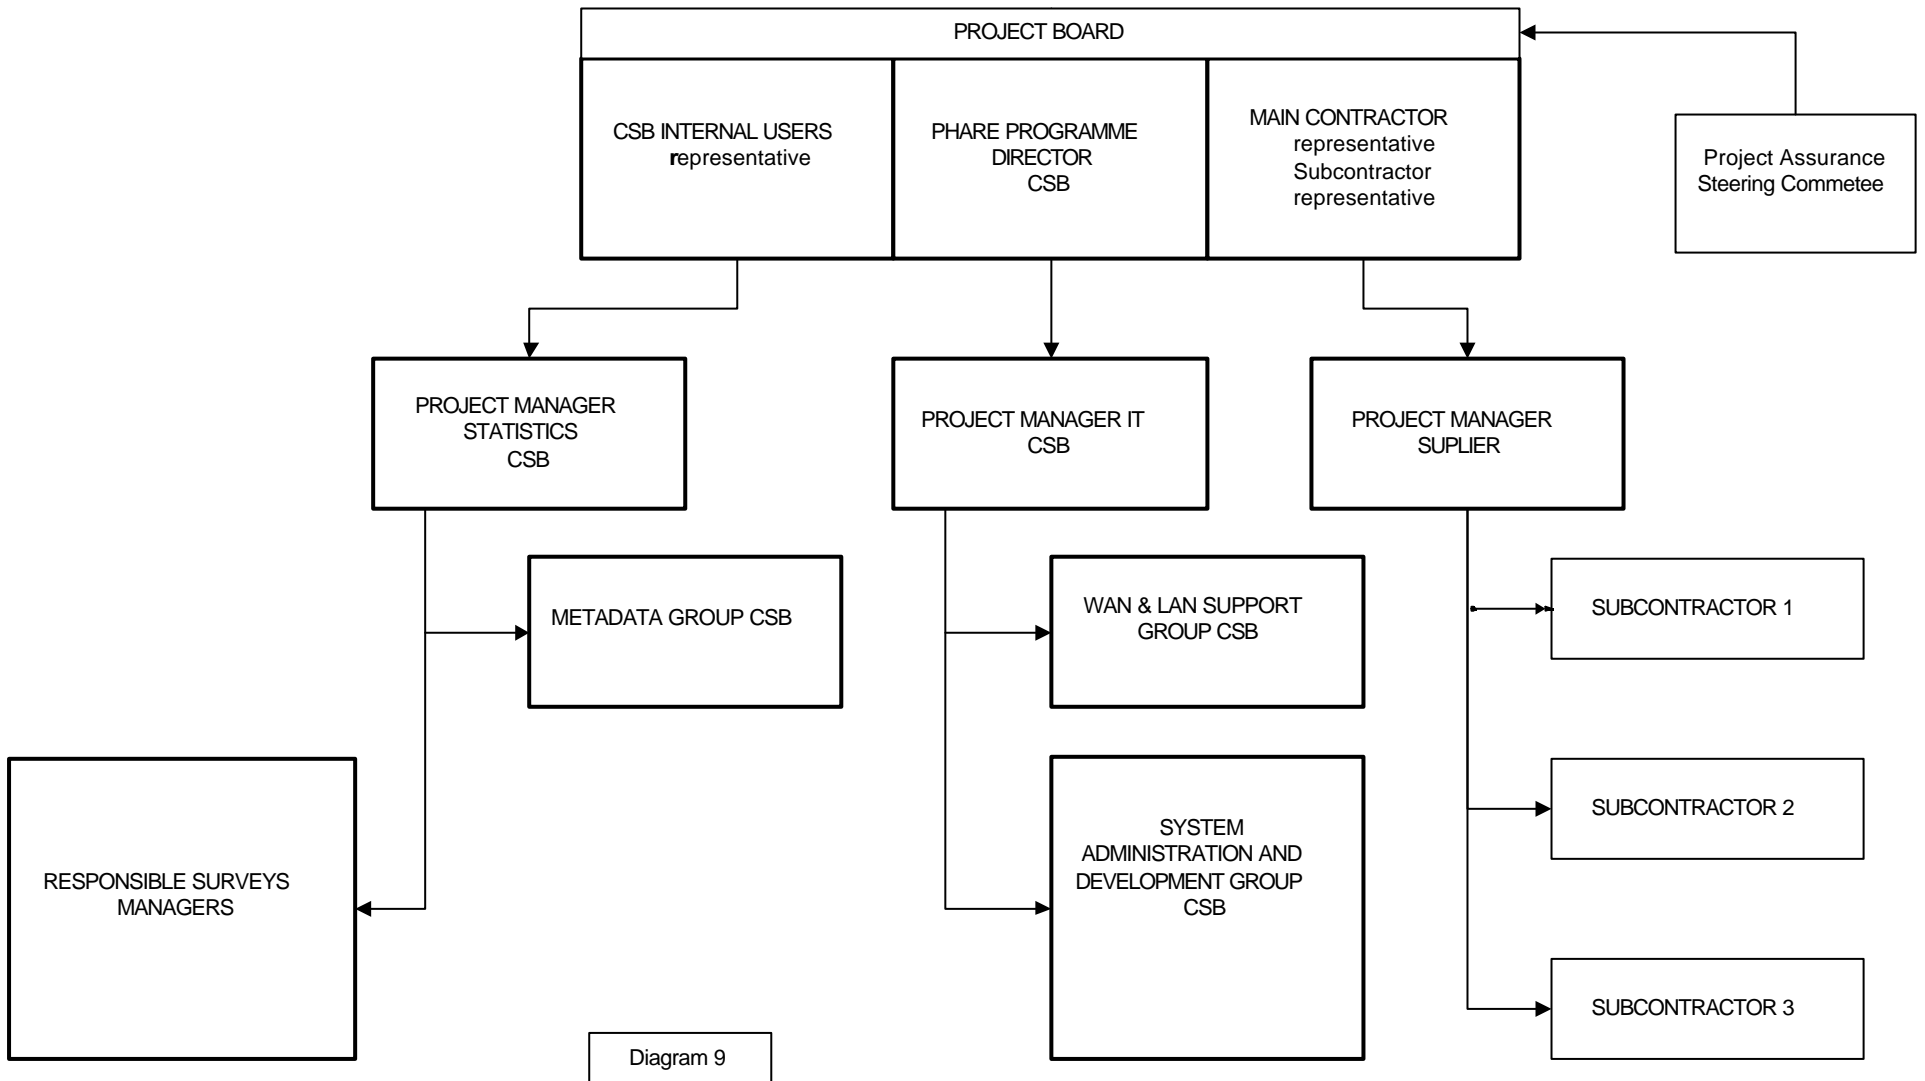 PROJECT BOARD
CSB INTERNAL USERS
representative
PHARE PROGRAMME
DIRECTOR
CSB
MAIN CONTRACTOR
representative
Subcontractor
representative
Project Assurance
Steering Commetee
PROJECT MANAGER
STATISTICS
CSB
PROJECT MANAGER IT
CSB
PROJECT MANAGER
SUPLIER
METADATA GROUP CSB
WAN & LAN SUPPORT
GROUP CSB
SUBCONTRACTOR 1
RESPONSIBLE SURVEYS
MANAGERS
SYSTEM
ADMINISTRATION AND
DEVELOPMENT GROUP
CSB
SUBCONTRACTOR 2
SUBCONTRACTOR 3
Diagram 9